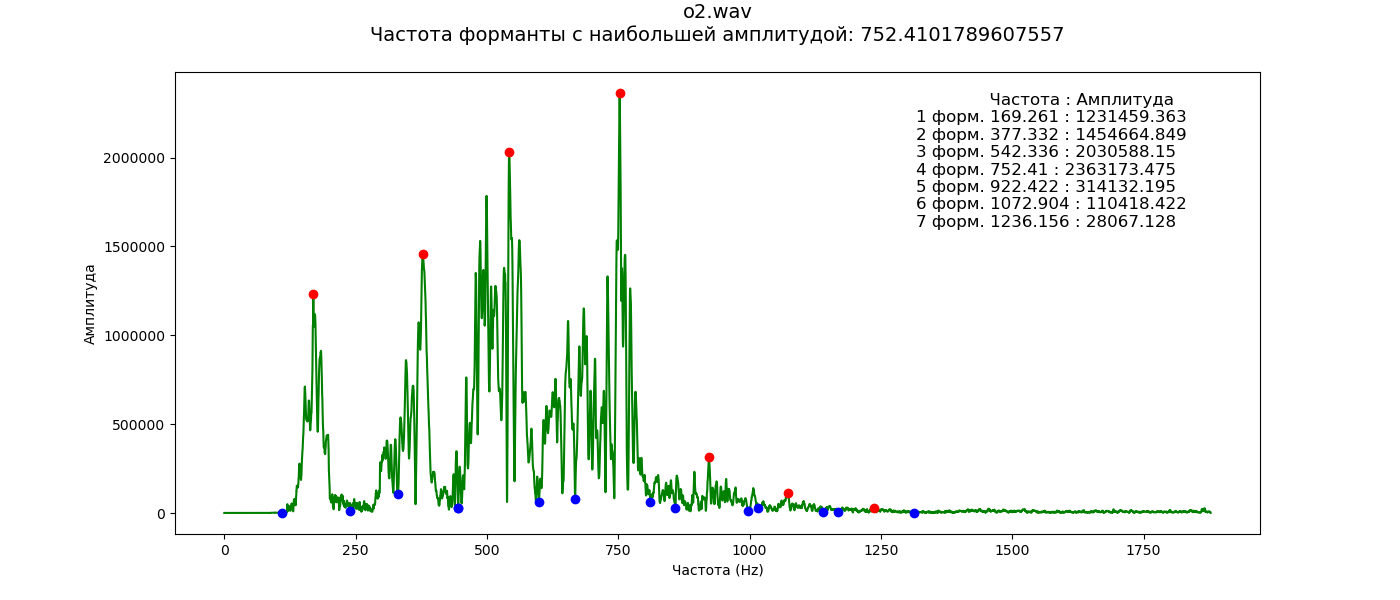 o2.wav
Частота форманты с наибольшей амплитудой: 752.4101789607557
Частота : Амплитуда
1 форм. 169.261 : 1231459.363
2 форм. 377.332 : 1454664.849
3 форм. 542.336 : 2030588.15
4 форм. 752.41 : 2363173.475
5 форм. 922.422 : 314132.195
6 форм. 1072.904 : 110418.422
7 форм. 1236.156 : 28067.128
Амплитуда
2000000
1500000
1000000
500000
0
0 250 500 750 1000 1250 1500 1750
Частота (Hz)